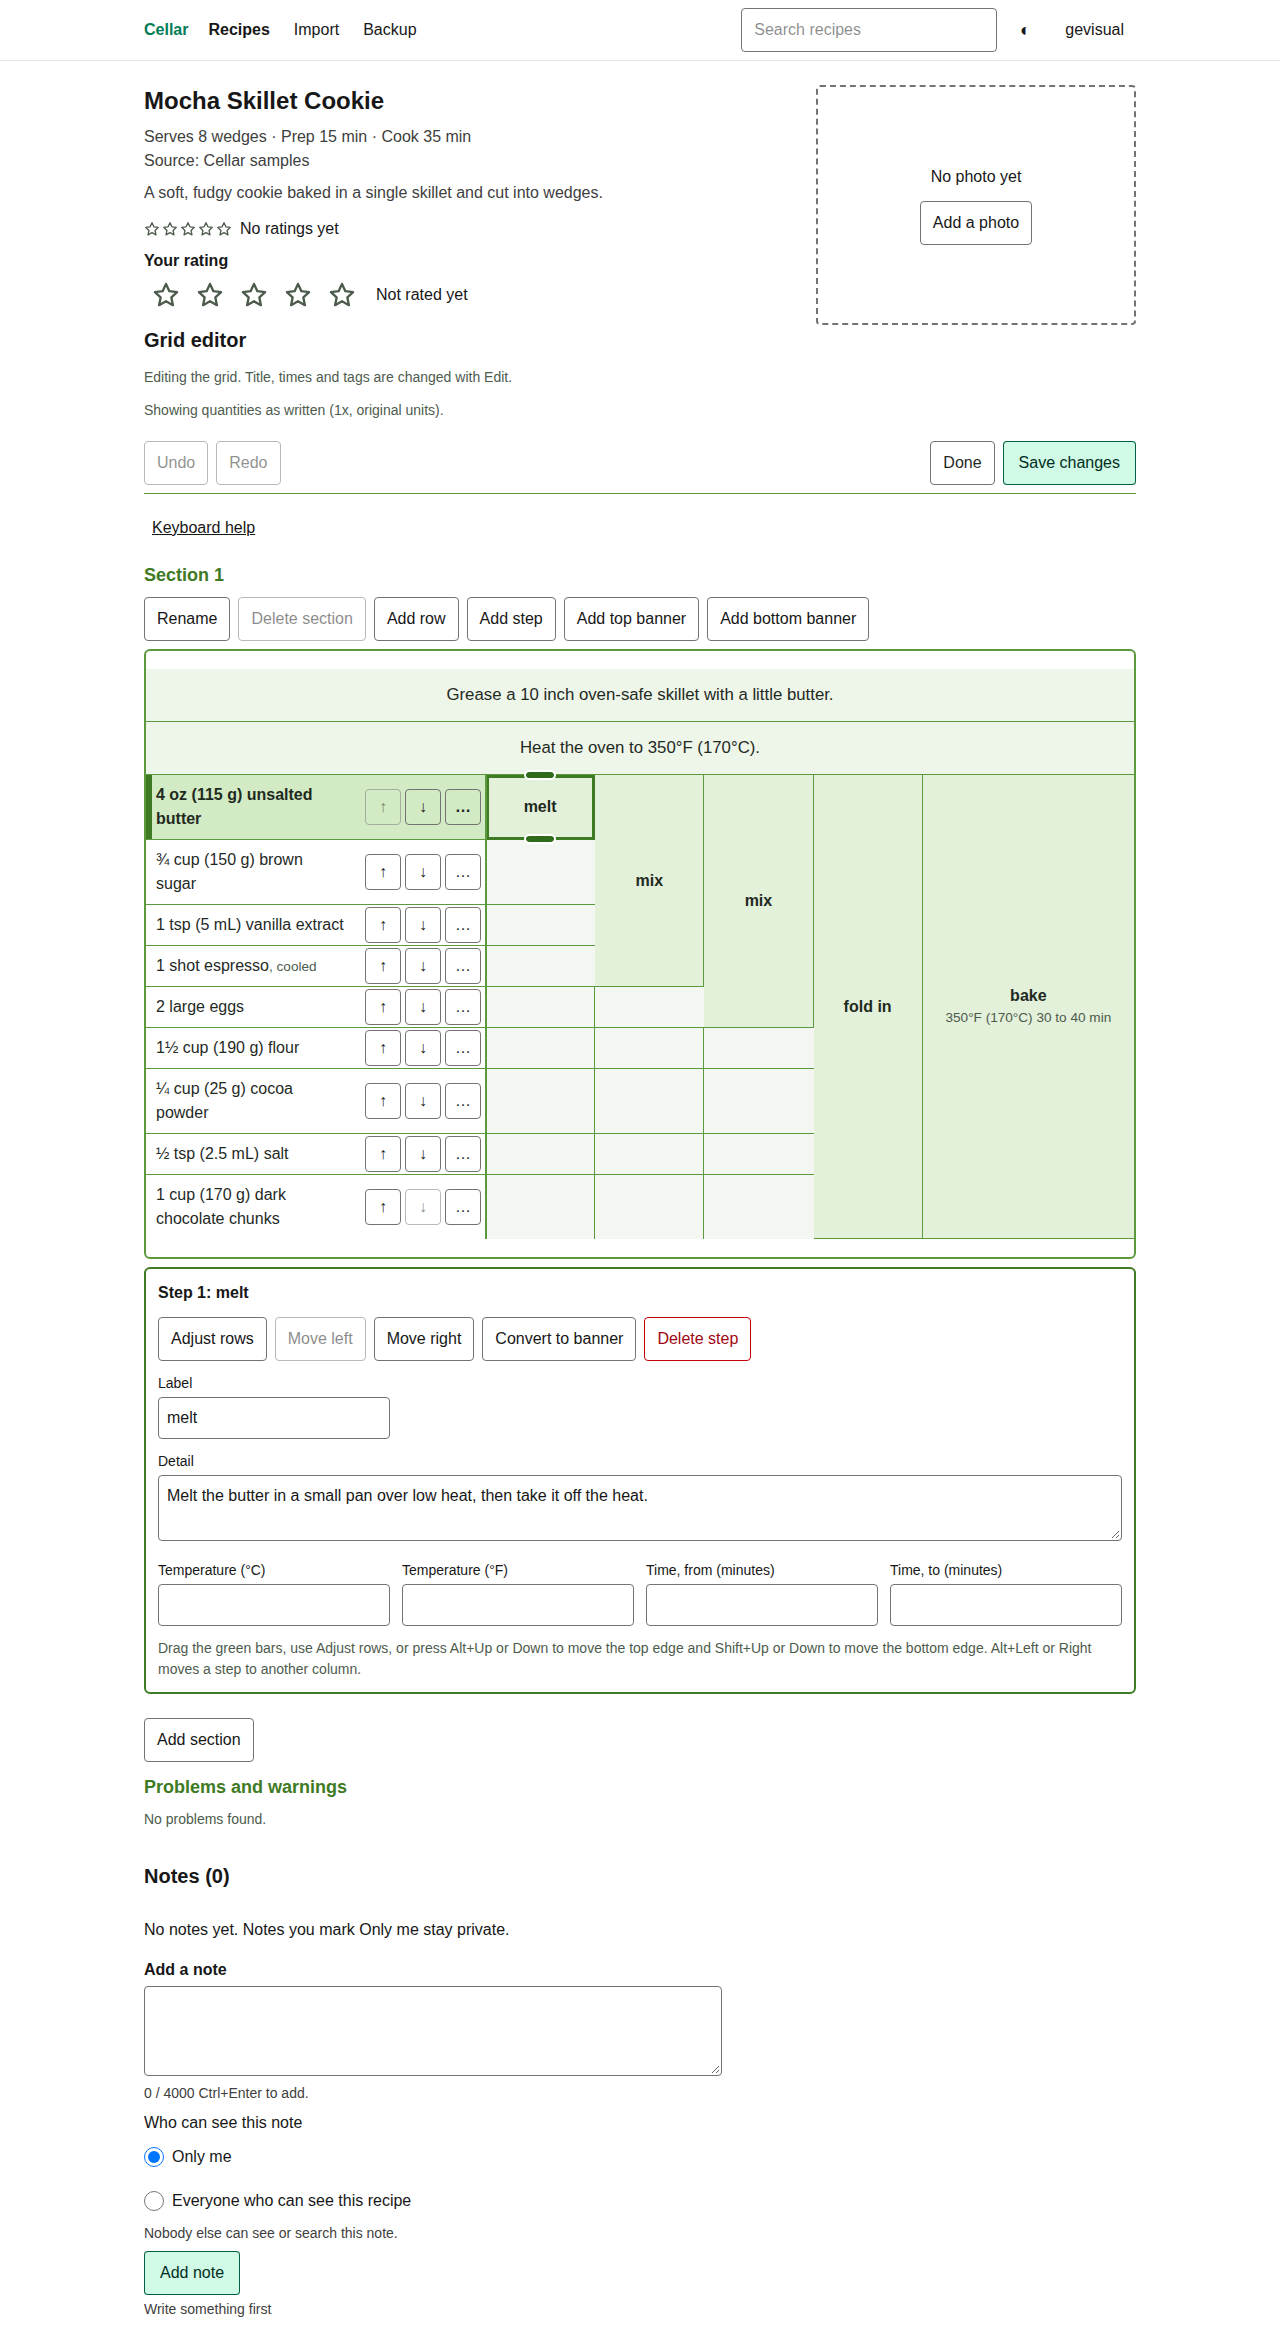 Cellar Recipes Import Backup Search recipes gevisual
Mocha Skillet Cookie
Serves 8 wedges · Prep 15 min · Cook 35 min
Source: Cellar samples
A soft, fudgy cookie baked in a single skillet and cut into wedges.
No ratings yet
Your rating
Not rated yet
No photo yet
Add a photo
Grid editor
Editing the grid. Title, times and tags are changed with Edit.
Showing quantities as written (1x, original units).
Undo Redo Done Save changes
Keyboard help
Section 1
Rename Delete section Add row Add step Add top banner Add bottom banner
Grease a 10 inch oven-safe skillet with a little butter.
Heat the oven to 350°F (170°C).
4 oz (115 g) unsalted
butter
↑ ↓ …
melt
¾ cup (150 g) brown
sugar
↑ ↓ …
mix
mix
1 tsp (5 mL) vanilla extract ↑ ↓ …
1 shot espresso, cooled ↑ ↓ …
2 large eggs ↑ ↓ …
fold in
bake
350°F (170°C) 30 to 40 min
1½ cup (190 g) flour ↑ ↓ …
¼ cup (25 g) cocoa
powder
↑ ↓ …
½ tsp (2.5 mL) salt ↑ ↓ …
1 cup (170 g) dark
chocolate chunks
↑ ↓ …
Step 1: melt
Adjust rows Move left Move right Convert to banner Delete step
Label
melt
Detail
Melt the butter in a small pan over low heat, then take it off the heat.
Temperature (°C) Temperature (°F) Time, from (minutes) Time, to (minutes)
Drag the green bars, use Adjust rows, or press Alt+Up or Down to move the top edge and Shift+Up or Down to move the bottom edge. Alt+Left or Right
moves a step to another column.
Add section
Problems and warnings
No problems found.
Notes (0)
No notes yet. Notes you mark Only me stay private.
Add a note
0 / 4000 Ctrl+Enter to add.
Who can see this note
Only me
Everyone who can see this recipe
Nobody else can see or search this note.
Add note
Write something first